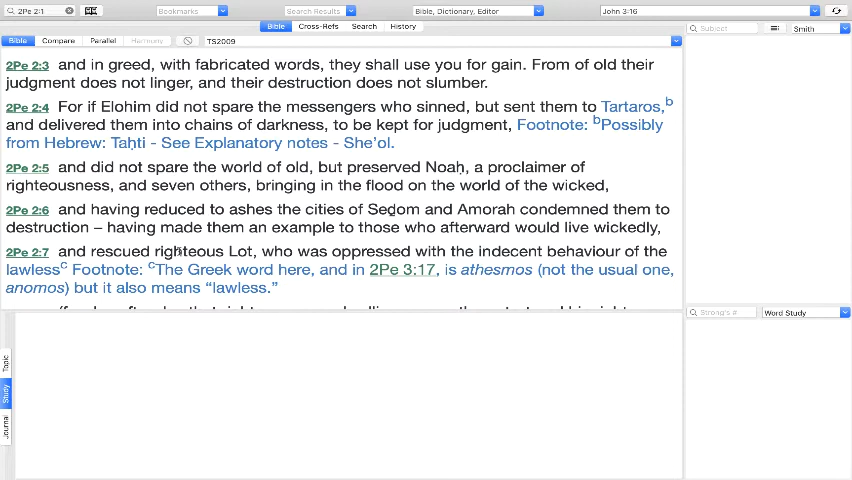 2Pe 2:1 Bookmarks Search Results Bible, Dictionary, Editor John 3:16
Bible Cross-Refs Search History
Subject Smith
Bible Compare Parallel Harmony TS2009
2Pe 2:3 and in greed, with fabricated words, they shall use you for gain. From of old their
judgment does not linger, and their destruction does not slumber.
2Pe 2:4 For if Elohim did not spare the messengers who sinned, but sent them to Tartaros,b
and delivered them into chains of darkness, to be kept for judgment, Footnote: bPossibly
from Hebrew: Taḥti - See Explanatory notes - She’ol.
2Pe 2:5 and did not spare the world of old, but preserved Noaḥ, a proclaimer of
righteousness, and seven others, bringing in the flood on the world of the wicked,
2Pe 2:6 and having reduced to ashes the cities of Seḏom and Amorah condemned them to
destruction – having made them an example to those who afterward would live wickedly,
2Pe 2:7 and rescued righteous Lot, who was oppressed with the indecent behaviour of the
lawlessc Footnote: cThe Greek word here, and in 2Pe 3:17, is athesmos (not the usual one,
anomos) but it also means “lawless.”
Strong's # Word Study
Topic
Study
Journal